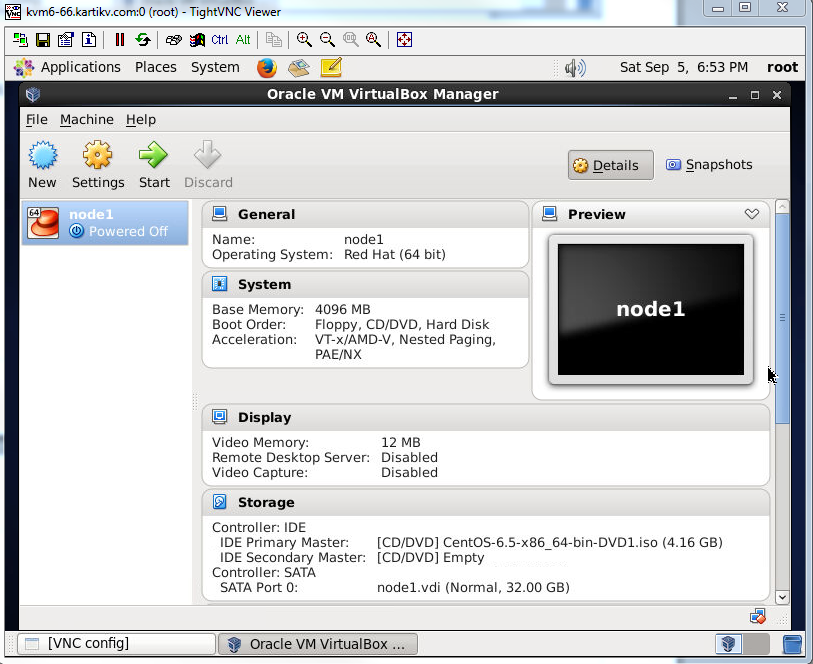 kvm6-66.kartikv.com:0 (root) - TightVNC Viewer
Ctrl Alt
Applications Places System Sat Sep 5, 6:53 PM root
Oracle VM VirtualBox Manager
File Machine Help
New Settings Start Discard Details Snapshots
64 node1
Powered Off
General
Name: node1
Operating System: Red Hat (64 bit)
System
Base Memory: 4096 MB
Boot Order: Floppy, CD/DVD, Hard Disk
Acceleration: VT-x/AMD-V, Nested Paging,
PAE/NX
Preview
node1
Display
Video Memory: 12 MB
Remote Desktop Server: Disabled
Video Capture: Disabled
Storage
Controller: IDE
IDE Primary Master: [CD/DVD] CentOS-6.5-x86_64-bin-DVD1.iso (4.16 GB)
IDE Secondary Master: [CD/DVD] Empty
Controller: SATA
SATA Port 0: node1.vdi (Normal, 32.00 GB)
[VNC config] Oracle VM VirtualBox ...